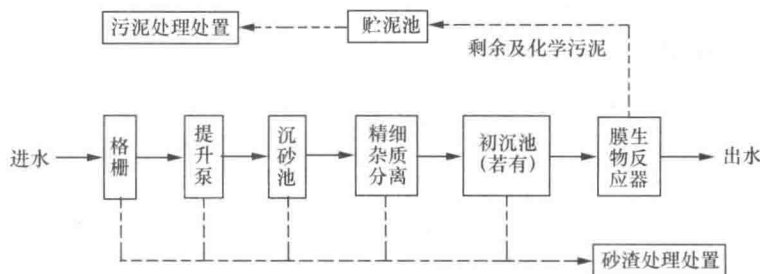 污泥处理处置
贮泥池
剩余及化学污泥
进水
格栅
提升泵
沉砂池
精细
杂质
分离
初沉池
(若有)
膜生
物反
应器
出水
砂渣处理处置